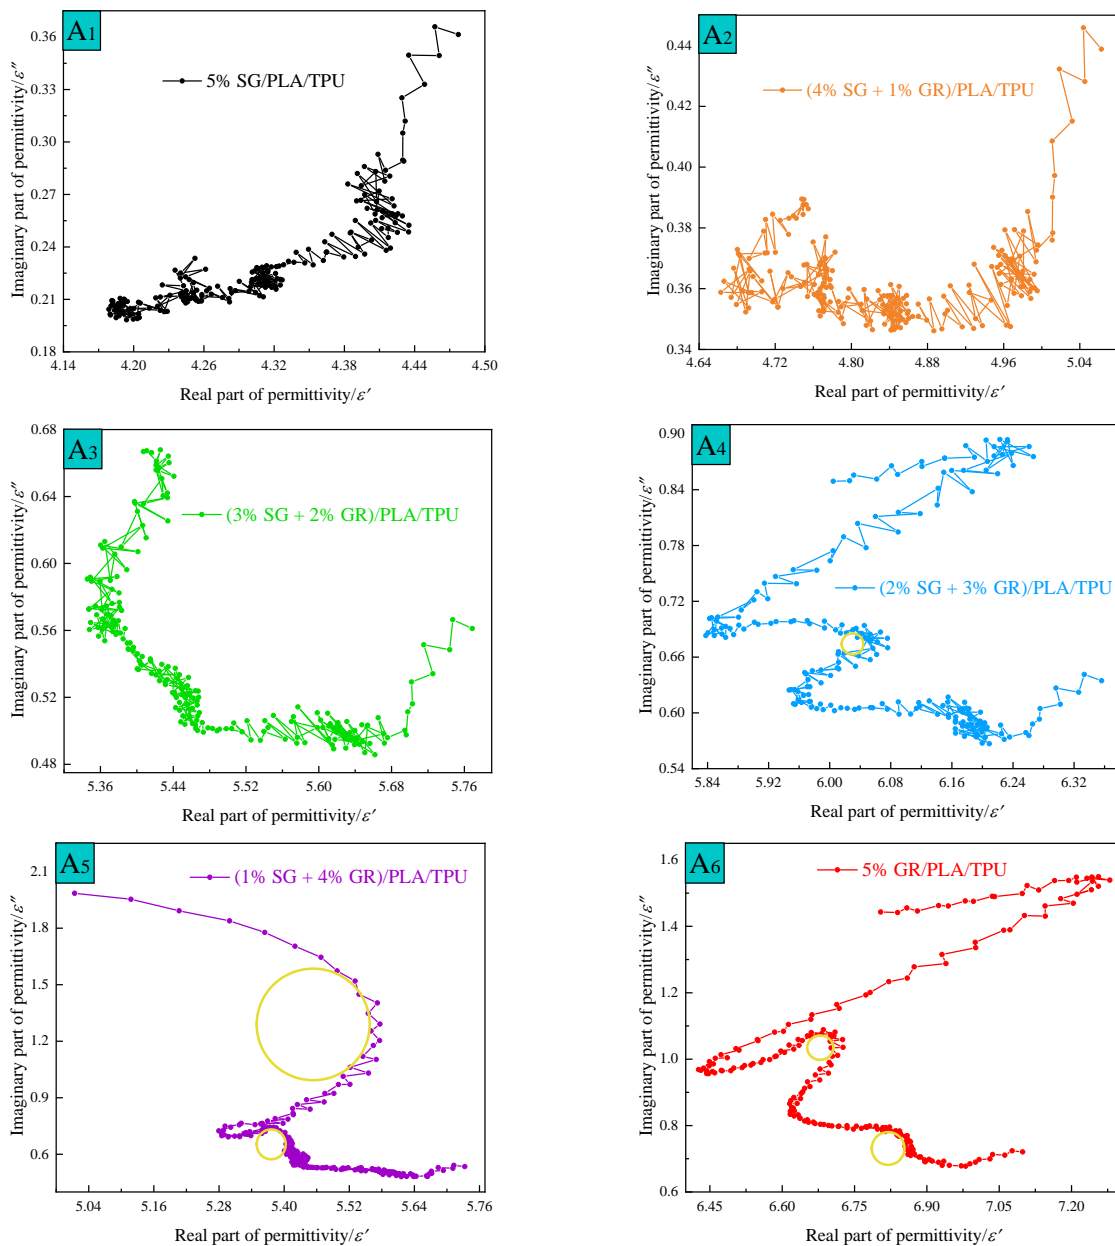 A1
5% SG/PLA/TPU
Imaginary part of permittivity/ε″
0.36
0.33
0.30
0.27
0.24
0.21
0.18
4.14 4.20 4.26 4.32 4.38 4.44 4.50
Real part of permittivity/ε′
A2
(4% SG + 1% GR)/PLA/TPU
Imaginary part of permittivity/ε″
0.44
0.42
0.40
0.38
0.36
0.34
4.64 4.72 4.80 4.88 4.96 5.04
Real part of permittivity/ε′
A3
(3% SG + 2% GR)/PLA/TPU
Imaginary part of permittivity/ε″
0.68
0.64
0.60
0.56
0.52
0.48
5.36 5.44 5.52 5.60 5.68 5.76
Real part of permittivity/ε′
A4
(2% SG + 3% GR)/PLA/TPU
Imaginary part of permittivity/ε″
0.90
0.84
0.78
0.72
0.66
0.60
0.54
5.84 5.92 6.00 6.08 6.16 6.24 6.32
Real part of permittivity/ε′
A5
(1% SG + 4% GR)/PLA/TPU
Imaginary part of permittivity/ε″
2.1
1.8
1.5
1.2
0.9
0.6
5.04 5.16 5.28 5.40 5.52 5.64 5.76
Real part of permittivity/ε′
A6
5% GR/PLA/TPU
Imaginary part of permittivity/ε″
1.6
1.4
1.2
1.0
0.8
0.6
6.45 6.60 6.75 6.90 7.05 7.20
Real part of permittivity/ε′